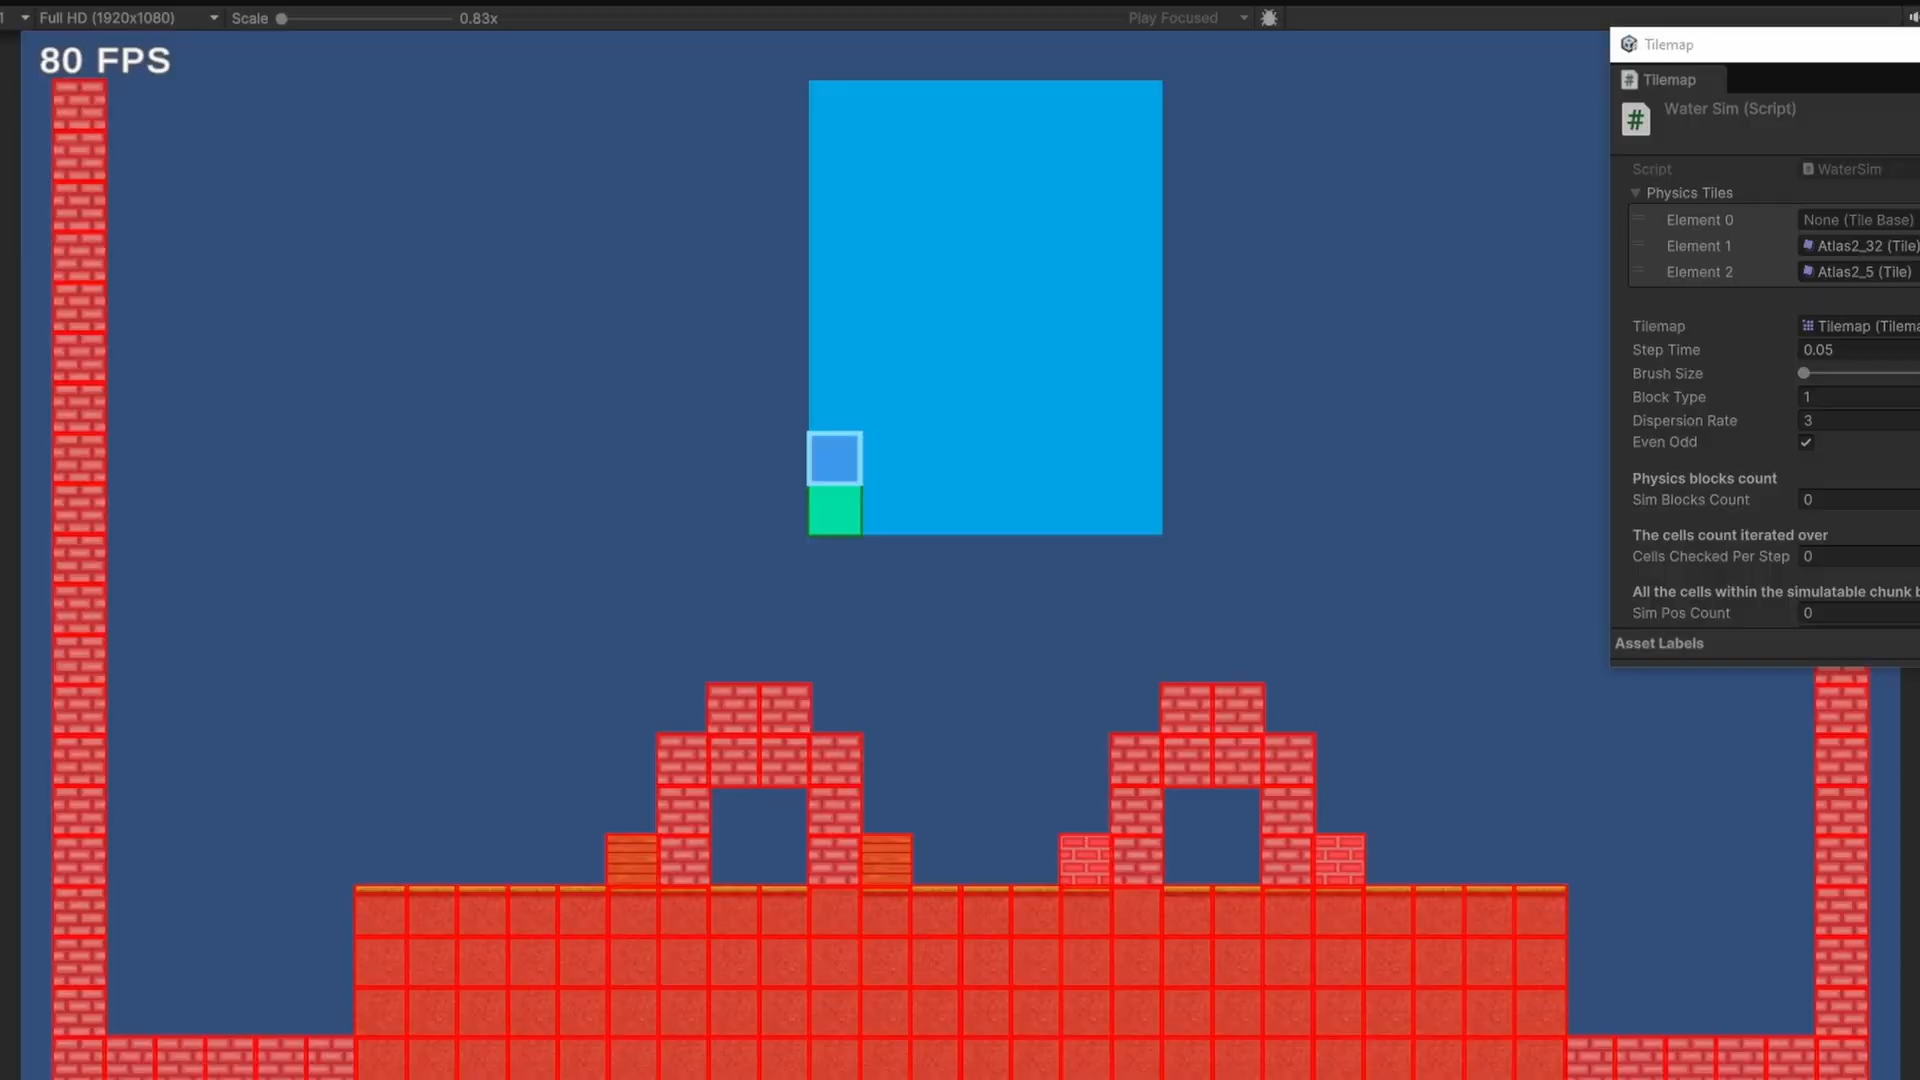 Full HD (1920x1080) Scale 0.83x Play Focused
80 FPS
Tilemap
Tilemap
Water Sim (Script)
Script WaterSim
Physics Tiles
Element 0 None (Tile Base)
Element 1 Atlas2_32 (Tile)
Element 2 Atlas2_5 (Tile)
Tilemap Tilemap (Tilema
Step Time 0.05
Brush Size
Block Type 1
Dispersion Rate 3
Even Odd
Physics blocks count
Sim Blocks Count 0
The cells count iterated over
Cells Checked Per Step 0
All the cells within the simulatable chunk b
Sim Pos Count 0
Asset Labels